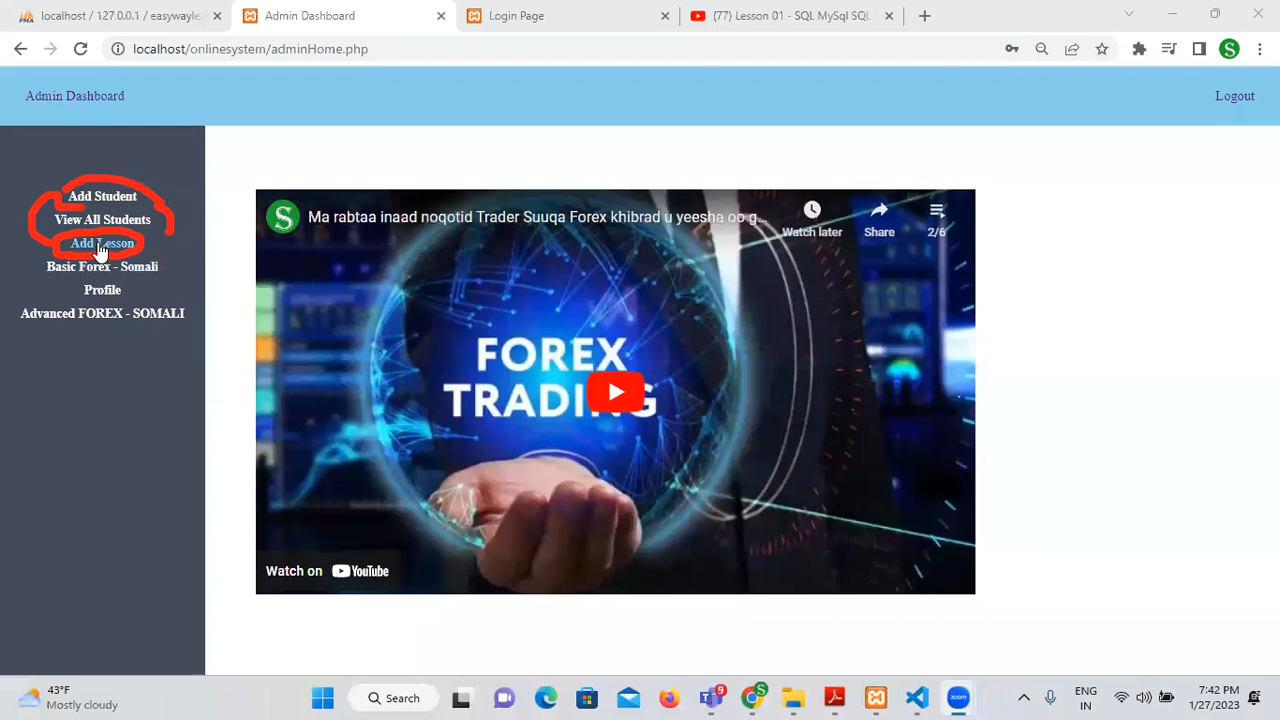 localhost / 127.0.0.1 / easywayle
Admin Dashboard
Login Page
(77) Lesson 01 - SQL MySql SQL
localhost/onlinesystem/adminHome.php
S
Admin Dashboard
Logout
Add Student
View All Students
Add Lesson
Basic Forex - Somali
Profile
Advanced FOREX - SOMALI
S
Ma rabtaa inaad noqotid Trader Suuqa Forex khibrad u yeesha oo g...
Watch later
Share
2/6
FOREX
TRADING
Watch on YouTube
43°F
Mostly cloudy
Search
9
S
zoom
ENG
IN
7:42 PM
1/27/2023